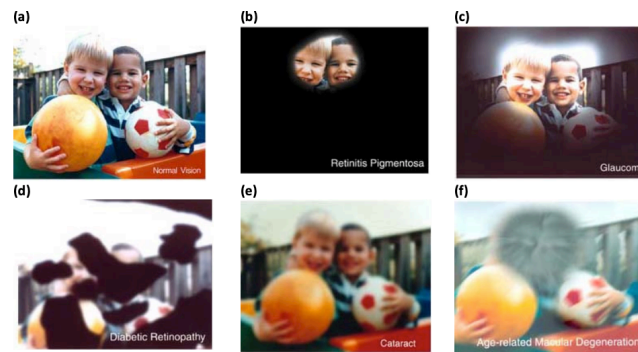 (a)
(b)
(c)
Normal Vision
Retinitis Pigmentosa
Glaucom
(d)
(e)
(f)
Diabetic Retinopathy
Cataract
Age-related Macular Degeneration